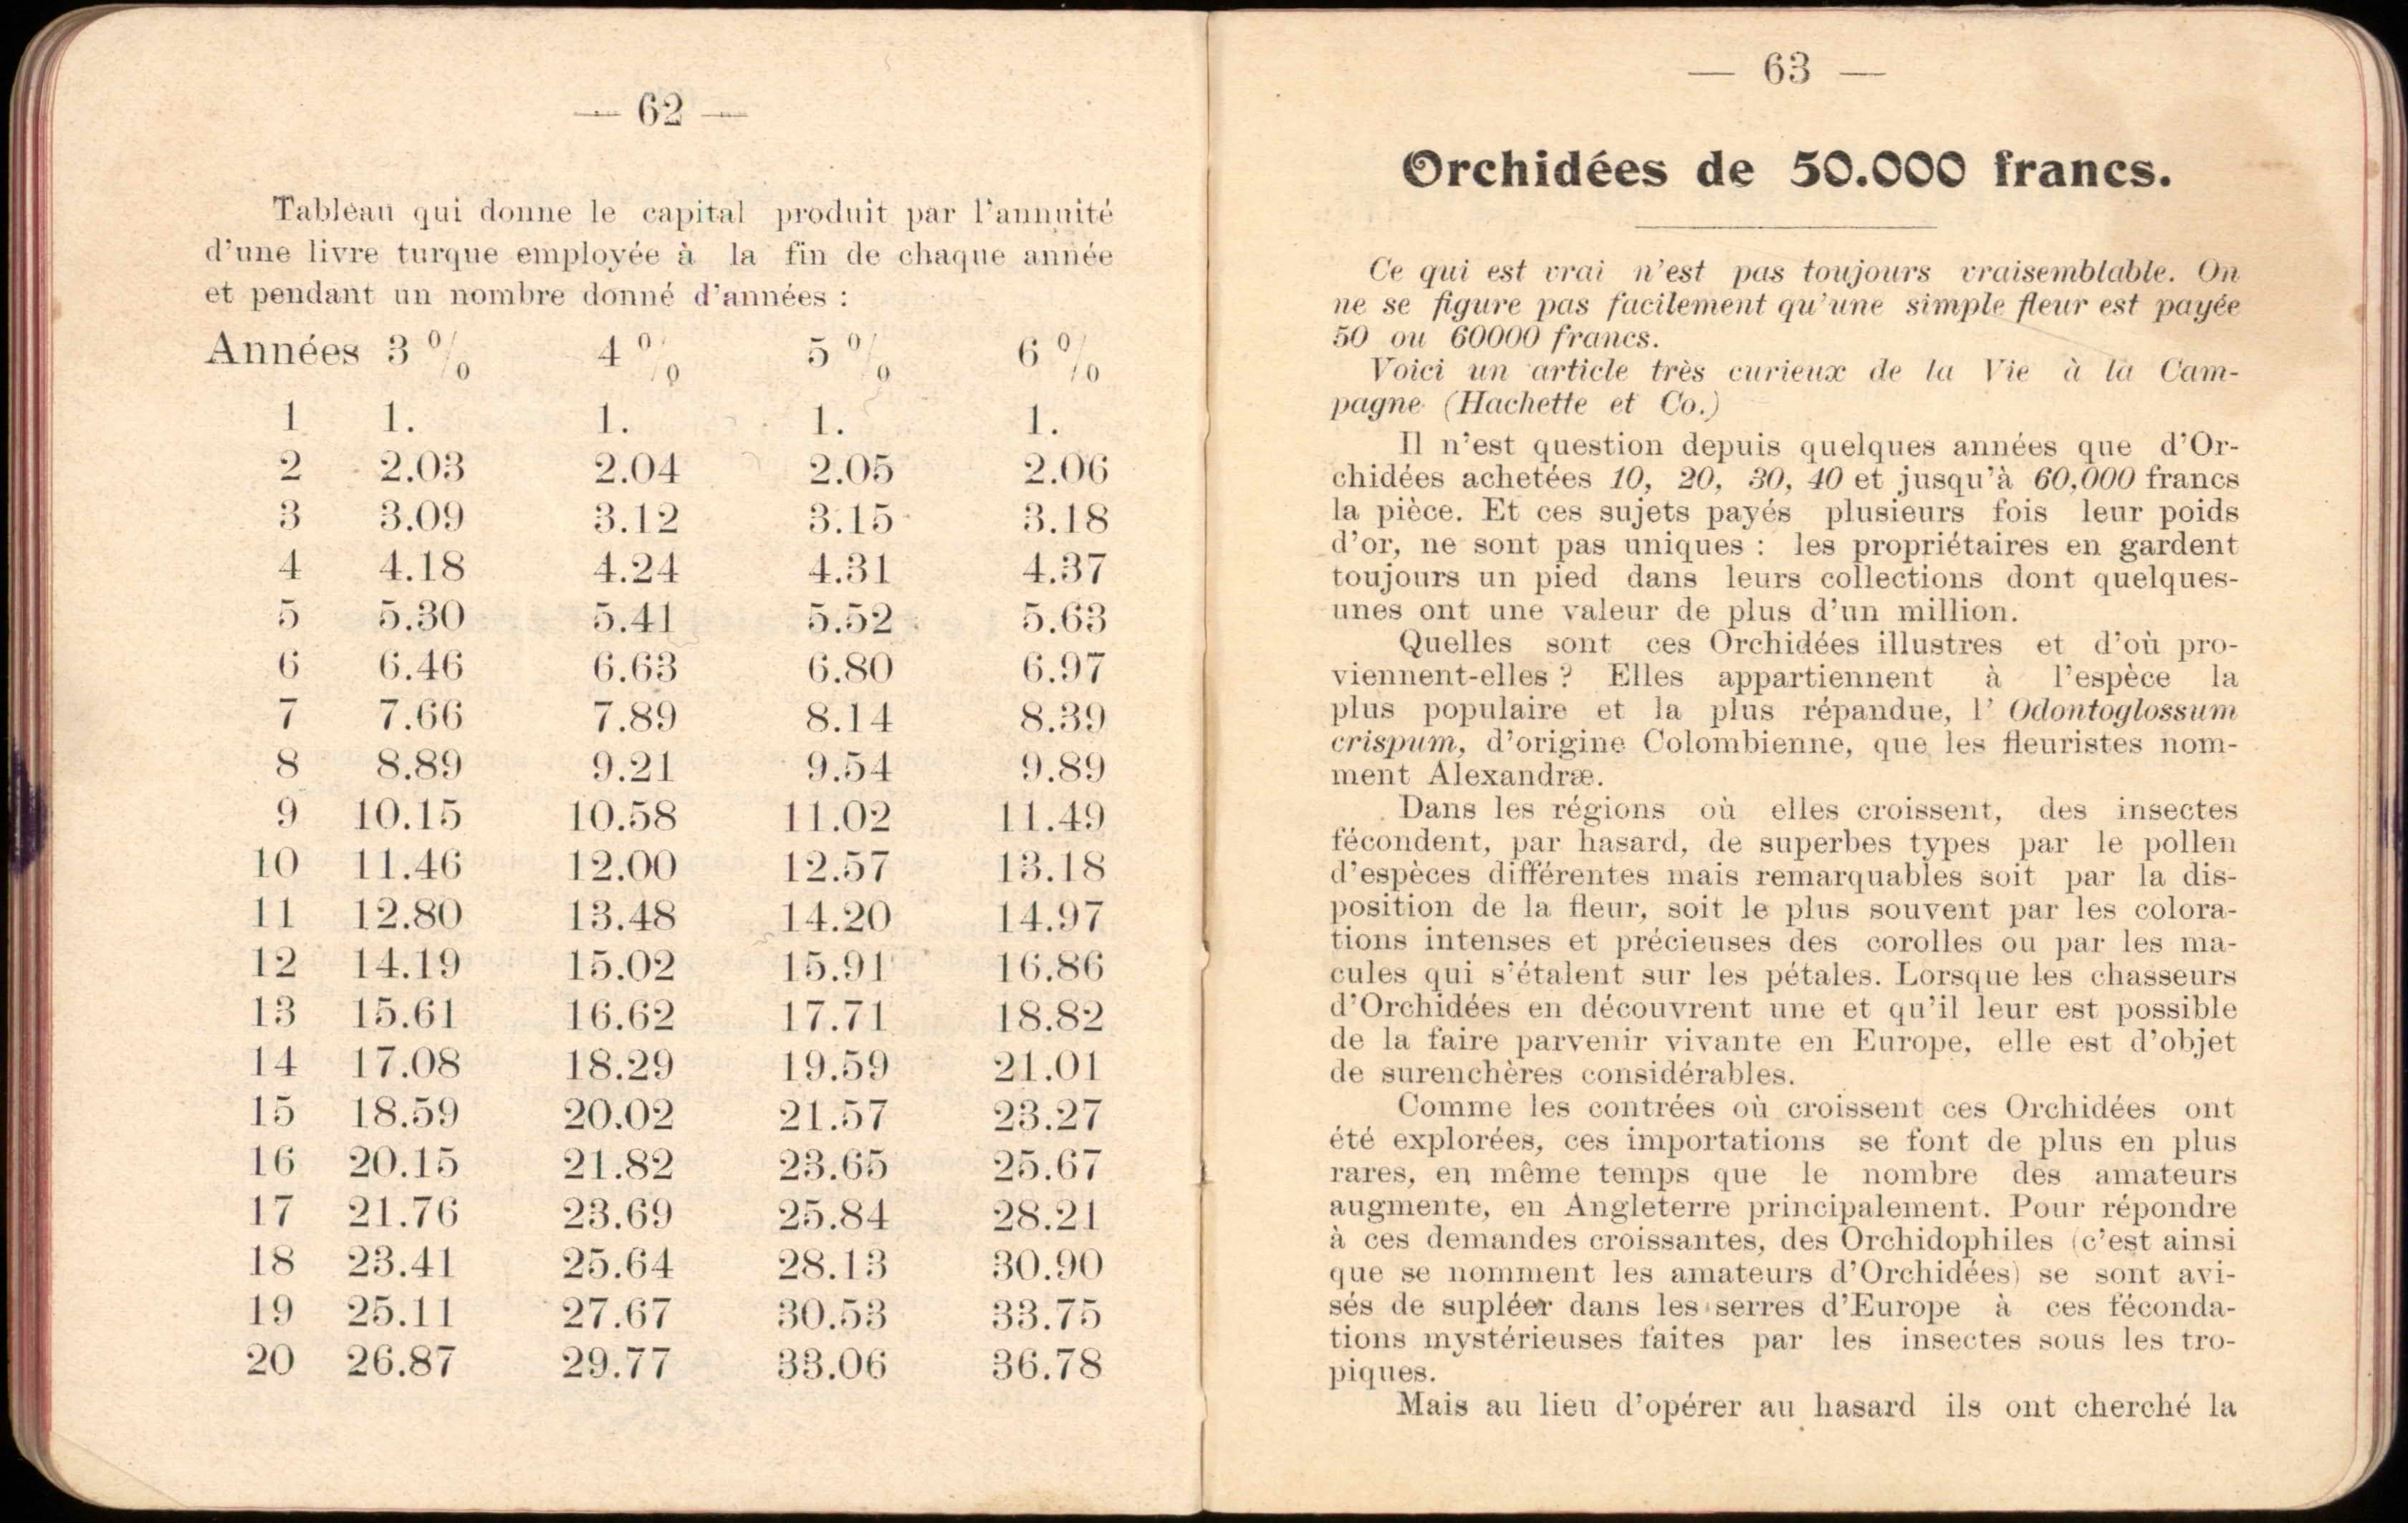 — 62 —
Tableau qui donne le capital produit par l'annuité
d'une livre turque employée à la fin de chaque année
et pendant un nombre donné d'années :
Années 3 % 4 % 5 % 6 %
1 1. 1. 1. 1.
2 2.03 2.04 2.05 2.06
3 3.09 3.12 3.15 3.18
4 4.18 4.24 4.31 4.37
5 5.30 5.41 5.52 5.63
6 6.46 6.63 6.80 6.97
7 7.66 7.89 8.14 8.39
8 8.89 9.21 9.54 9.89
9 10.15 10.58 11.02 11.49
10 11.46 12.00 12.57 13.18
11 12.80 13.48 14.20 14.97
12 14.19 15.02 15.91 16.86
13 15.61 16.62 17.71 18.82
14 17.08 18.29 19.59 21.01
15 18.59 20.02 21.57 23.27
16 20.15 21.82 23.65 25.67
17 21.76 23.69 25.84 28.21
18 23.41 25.64 28.13 30.90
19 25.11 27.67 30.53 33.75
20 26.87 29.77 33.06 36.78
— 63 —
Orchidées de 50.000 francs.
Ce qui est vrai n'est pas toujours vraisemblable. On
ne se figure pas facilement qu'une simple fleur est payée
50 ou 60000 francs.
Voici un article très curieux de la Vie à la Cam-
pagne (Hachette et Co.)
Il n'est question depuis quelques années que d'Or-
chidées achetées 10, 20, 30, 40 et jusqu'à 60,000 francs
la pièce. Et ces sujets payés plusieurs fois leur poids
d'or, ne sont pas uniques : les propriétaires en gardent
toujours un pied dans leurs collections dont quelques-
unes ont une valeur de plus d'un million.
Quelles sont ces Orchidées illustres et d'où pro-
viennent-elles ? Elles appartiennent à l'espèce la
plus populaire et la plus répandue, l' Odontoglossum
crispum, d'origine Colombienne, que les fleuristes nom-
ment Alexandræ.
Dans les régions où elles croissent, des insectes
fécondent, par hasard, de superbes types par le pollen
d'espèces différentes mais remarquables soit par la dis-
position de la fleur, soit le plus souvent par les colora-
tions intenses et précieuses des corolles ou par les ma-
cules qui s'étalent sur les pétales. Lorsque les chasseurs
d'Orchidées en découvrent une et qu'il leur est possible
de la faire parvenir vivante en Europe, elle est d'objet
de surenchères considérables.
Comme les contrées où croissent ces Orchidées ont
été explorées, ces importations se font de plus en plus
rares, en même temps que le nombre des amateurs
augmente, en Angleterre principalement. Pour répondre
à ces demandes croissantes, des Orchidophiles (c'est ainsi
que se nomment les amateurs d'Orchidées) se sont avi-
sés de supléer dans les serres d'Europe à ces féconda-
tions mystérieuses faites par les insectes sous les tro-
piques.
Mais au lieu d'opérer au hasard ils ont cherché la